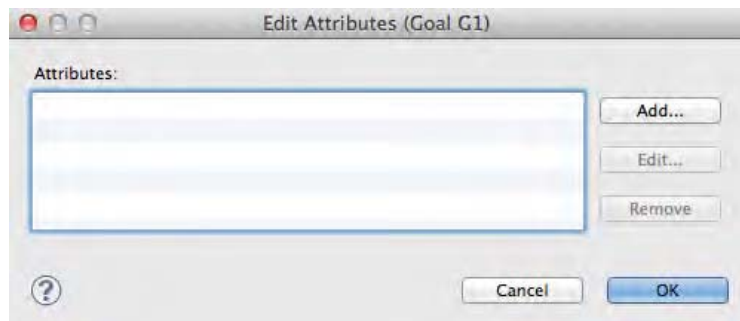 Edit Attributes (Goal G1)
Attributes:
Add...
Edit...
Remove
?
Cancel
OK